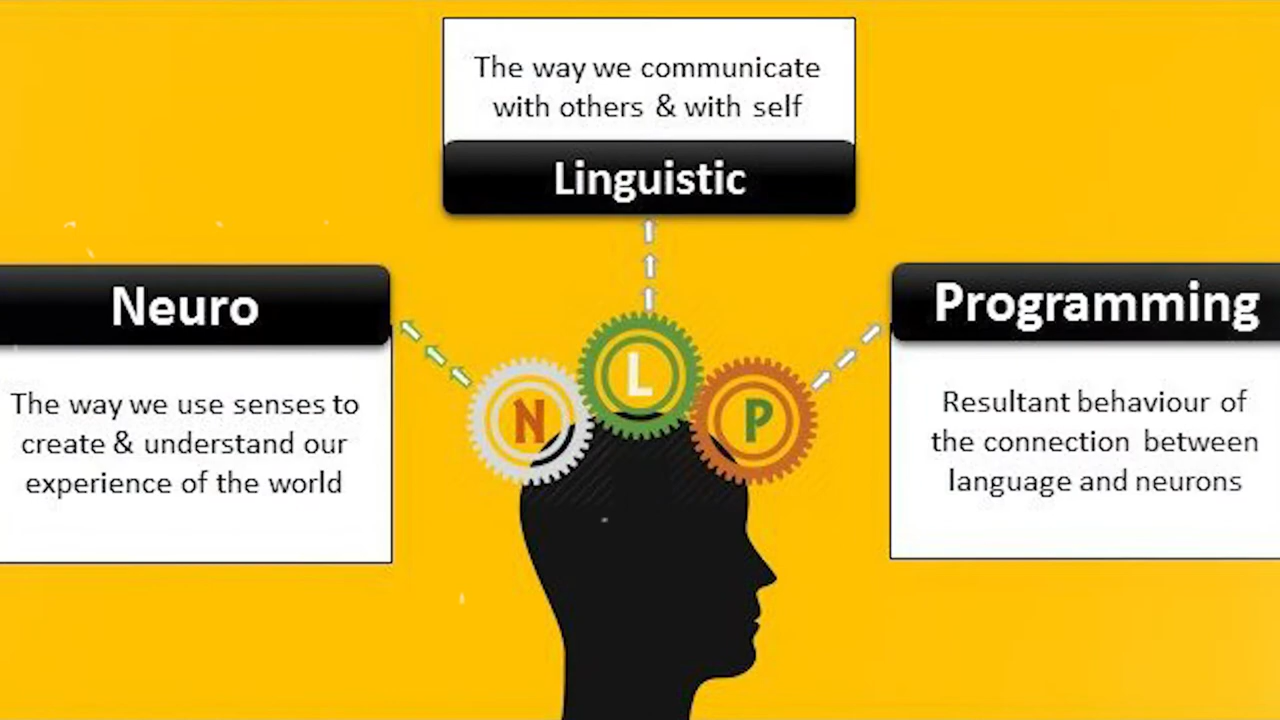 The way we communicate
with others & with self
Linguistic
Neuro
The way we use senses to
create & understand our
experience of the world
Programming
Resultant behaviour of
the connection between
language and neurons
N
L
P